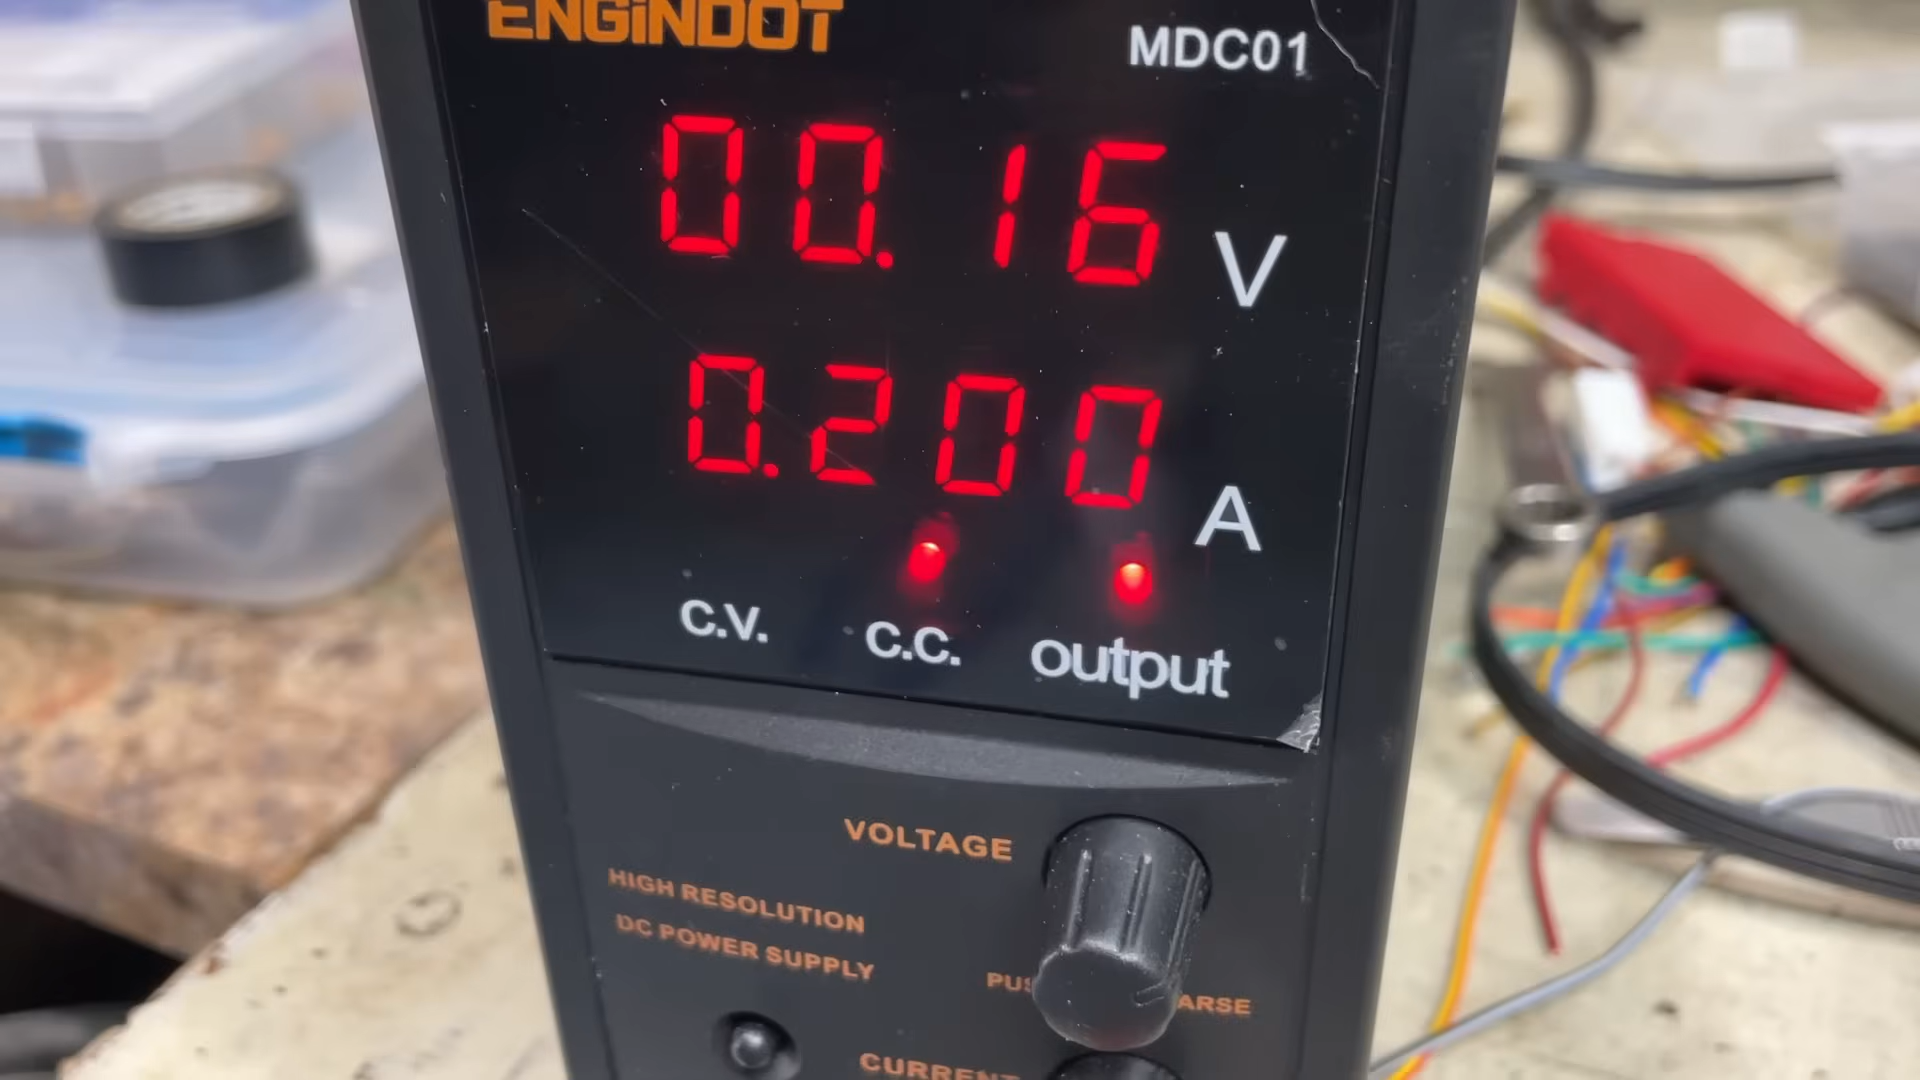 ENGiNDOT
MDC01
00.16 V
0.200 A
c.v. c.c. output
VOLTAGE
HIGH RESOLUTION
DC POWER SUPPLY